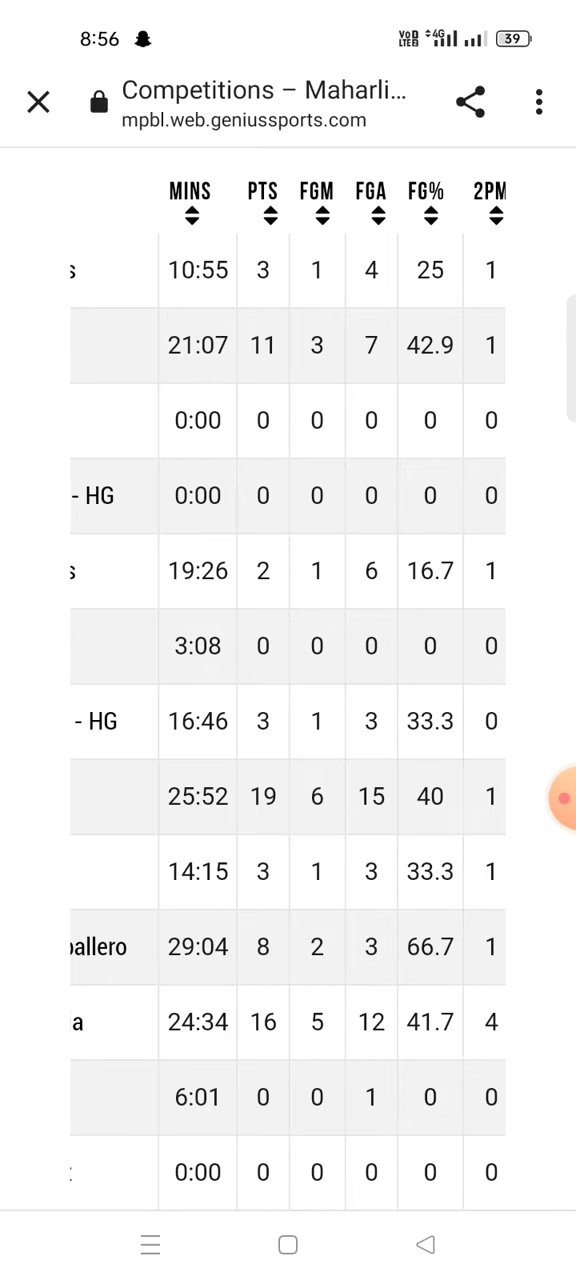 8:56 VoD LTE 4G 39
Competitions – Maharli...
mpbl.web.geniussports.com
MINS PTS FGM FGA FG% 2PM
s 10:55 3 1 4 25 1
21:07 11 3 7 42.9 1
0:00 0 0 0 0 0
- HG 0:00 0 0 0 0 0
s 19:26 2 1 6 16.7 1
3:08 0 0 0 0 0
- HG 16:46 3 1 3 33.3 0
25:52 19 6 15 40 1
14:15 3 1 3 33.3 1
ballero 29:04 8 2 3 66.7 1
a 24:34 16 5 12 41.7 4
6:01 0 0 1 0 0
0:00 0 0 0 0 0